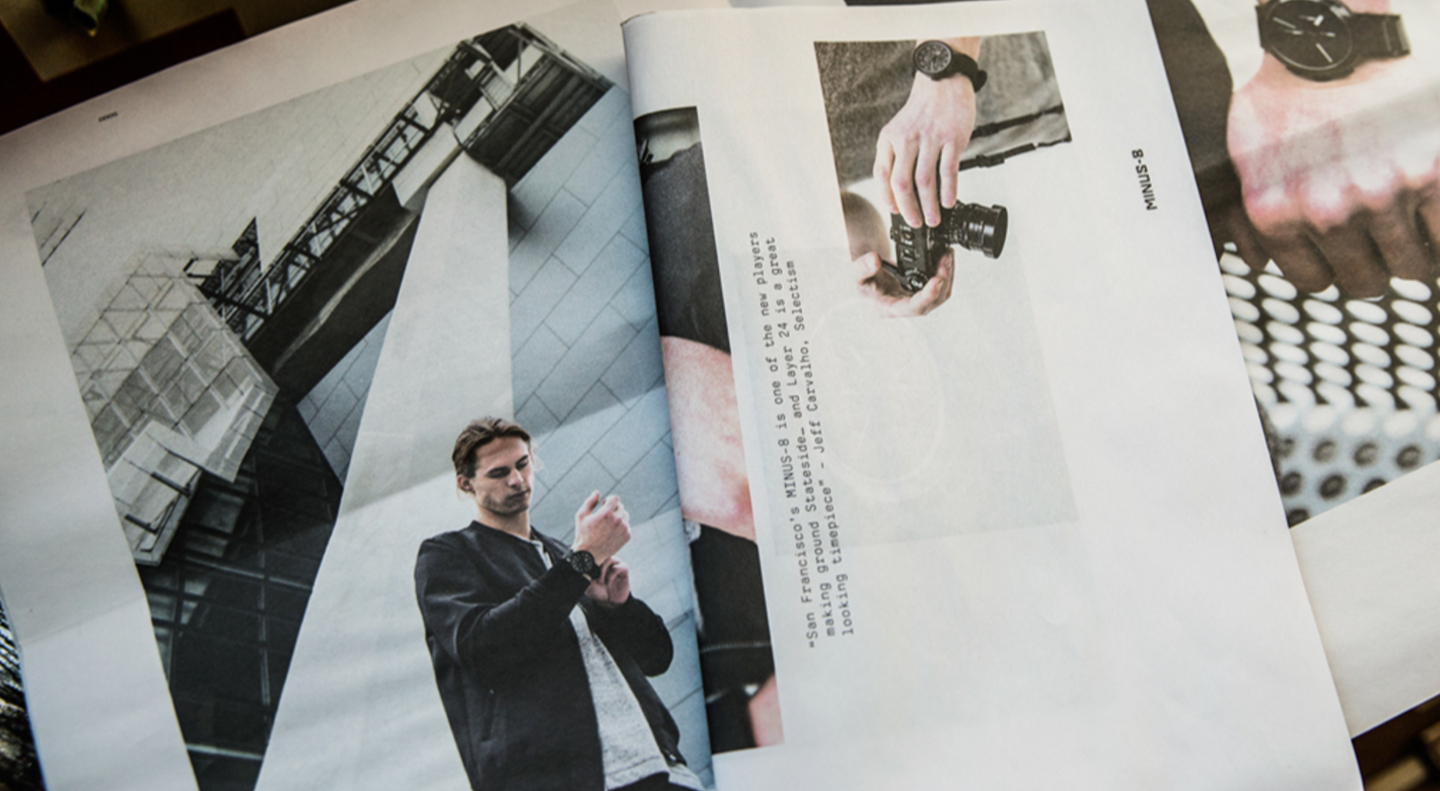 "San Francisco's MINUS-8 is one of the new players
making ground Stateside_ and Layer 24 is a great
looking timepiece" - Jeff Carvalho, Selectism
MINUS-8